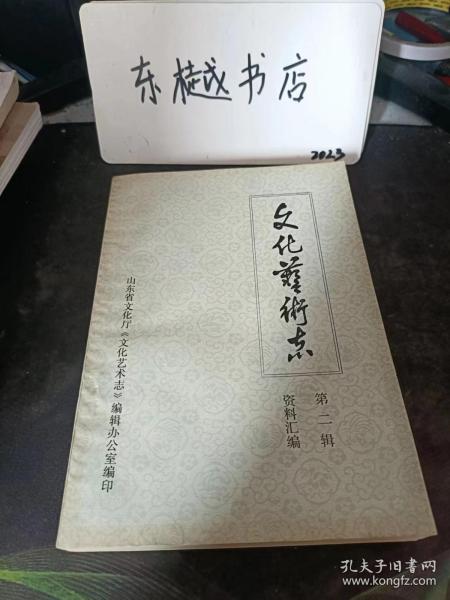 东樾书店
2023
文化藝術志
第二辑
资料汇编
山东省文化厅《文化艺术志》编辑办公室编印
孔夫子旧书网
www.kongfz.com